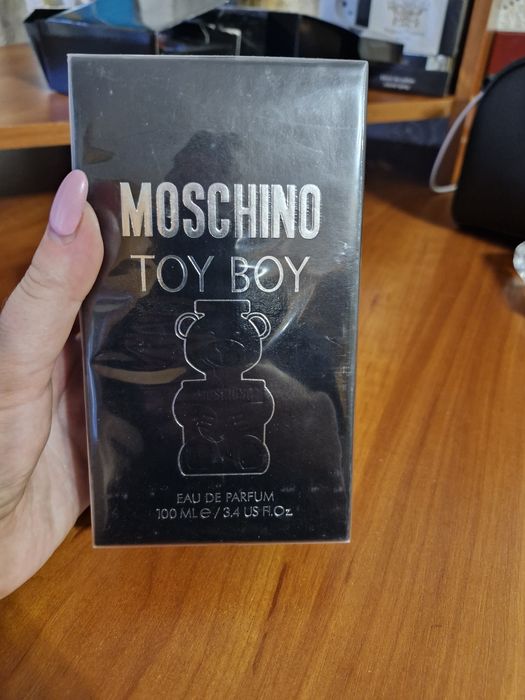 MOSCHINO
TOY BOY
MOSCHINO
EAU DE PARFUM
100 ML ℮ / 3.4 US Fl.Oz.